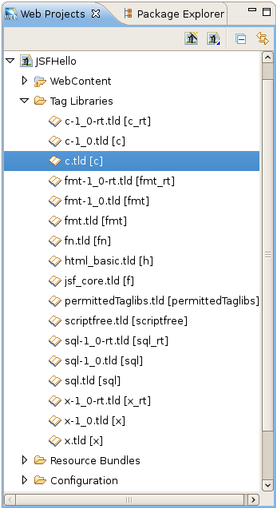 Web Projects
Package Explorer
JSFHello
WebContent
Tag Libraries
c-1_0-rt.tld [c_rt]
c-1_0.tld [c]
c.tld [c]
fmt-1_0-rt.tld [fmt_rt]
fmt-1_0.tld [fmt]
fmt.tld [fmt]
fn.tld [fn]
html_basic.tld [h]
jsf_core.tld [f]
permittedTaglibs.tld [permittedTaglibs]
scriptfree.tld [scriptfree]
sql-1_0-rt.tld [sql_rt]
sql-1_0.tld [sql]
sql.tld [sql]
x-1_0-rt.tld [x_rt]
x-1_0.tld [x]
x.tld [x]
Resource Bundles
Configuration